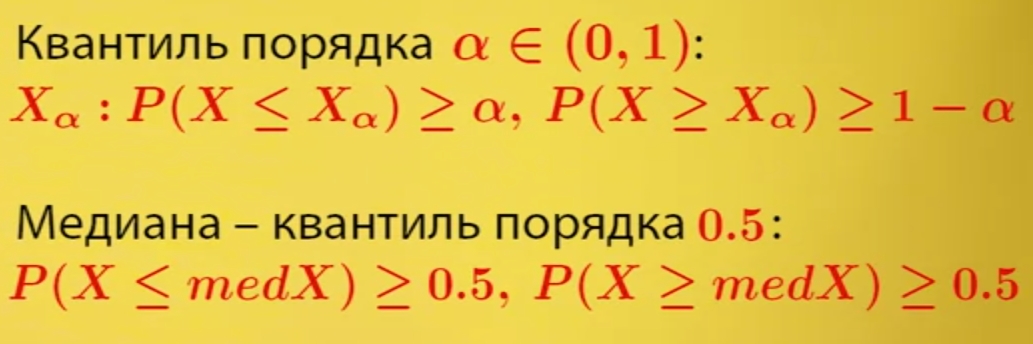 Квантиль порядка α ∈ (0, 1):
X_α : P(X ≤ X_α) ≥ α, P(X ≥ X_α) ≥ 1 − α
Медиана – квантиль порядка 0.5:
P(X ≤ medX) ≥ 0.5, P(X ≥ medX) ≥ 0.5